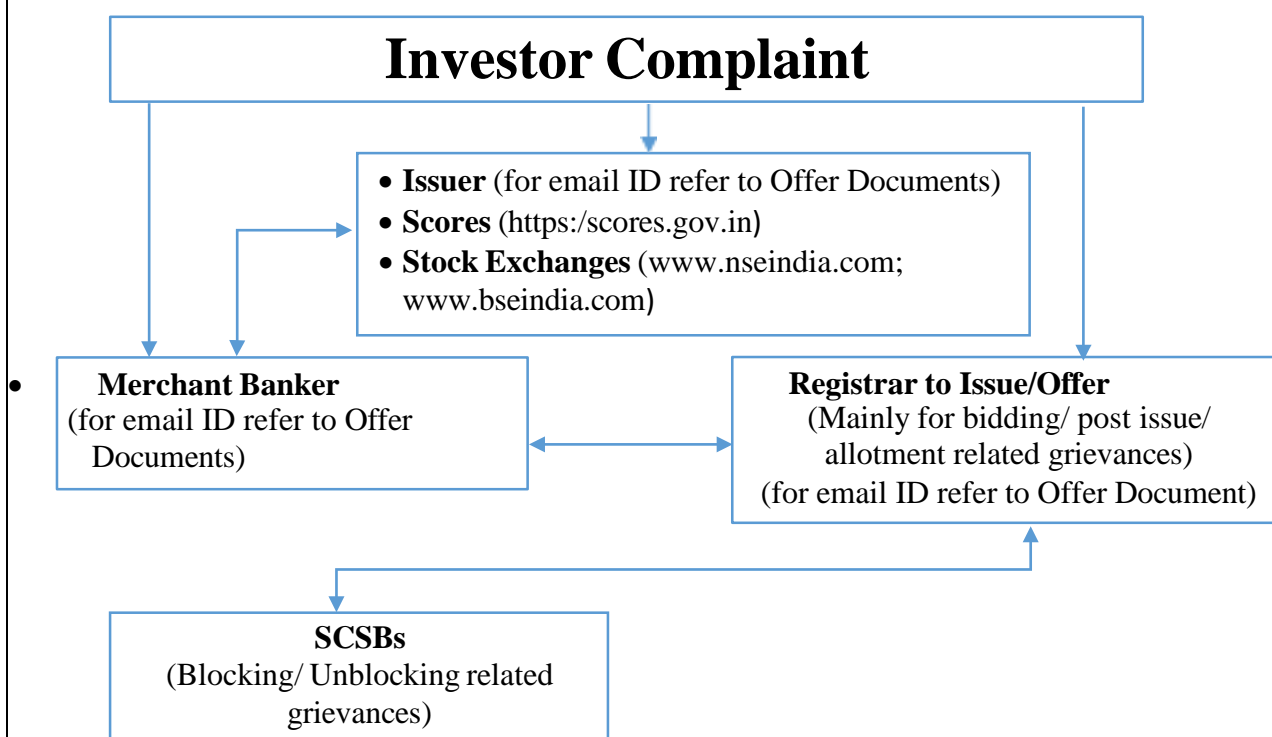 Investor Complaint
• Issuer (for email ID refer to Offer Documents)
• Scores (https:/scores.gov.in)
• Stock Exchanges (www.nseindia.com;
www.bseindia.com)
• Merchant Banker
(for email ID refer to Offer
Documents)
Registrar to Issue/Offer
(Mainly for bidding/ post issue/
allotment related grievances)
(for email ID refer to Offer Document)
SCSBs
(Blocking/ Unblocking related
grievances)